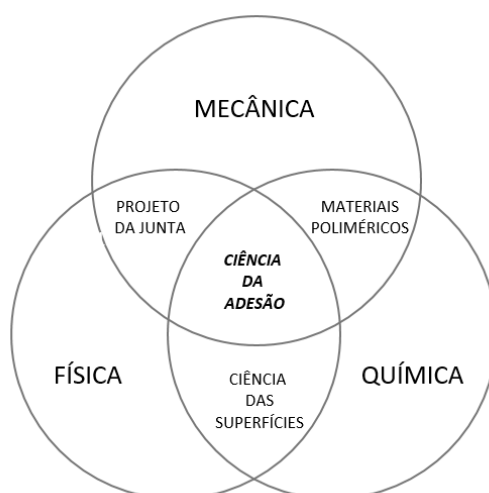 MECÂNICA
PROJETO
DA JUNTA
MATERIAIS
POLIMÉRICOS
CIÊNCIA
DA
ADESÃO
FÍSICA
CIÊNCIA
DAS
SUPERFÍCIES
QUÍMICA